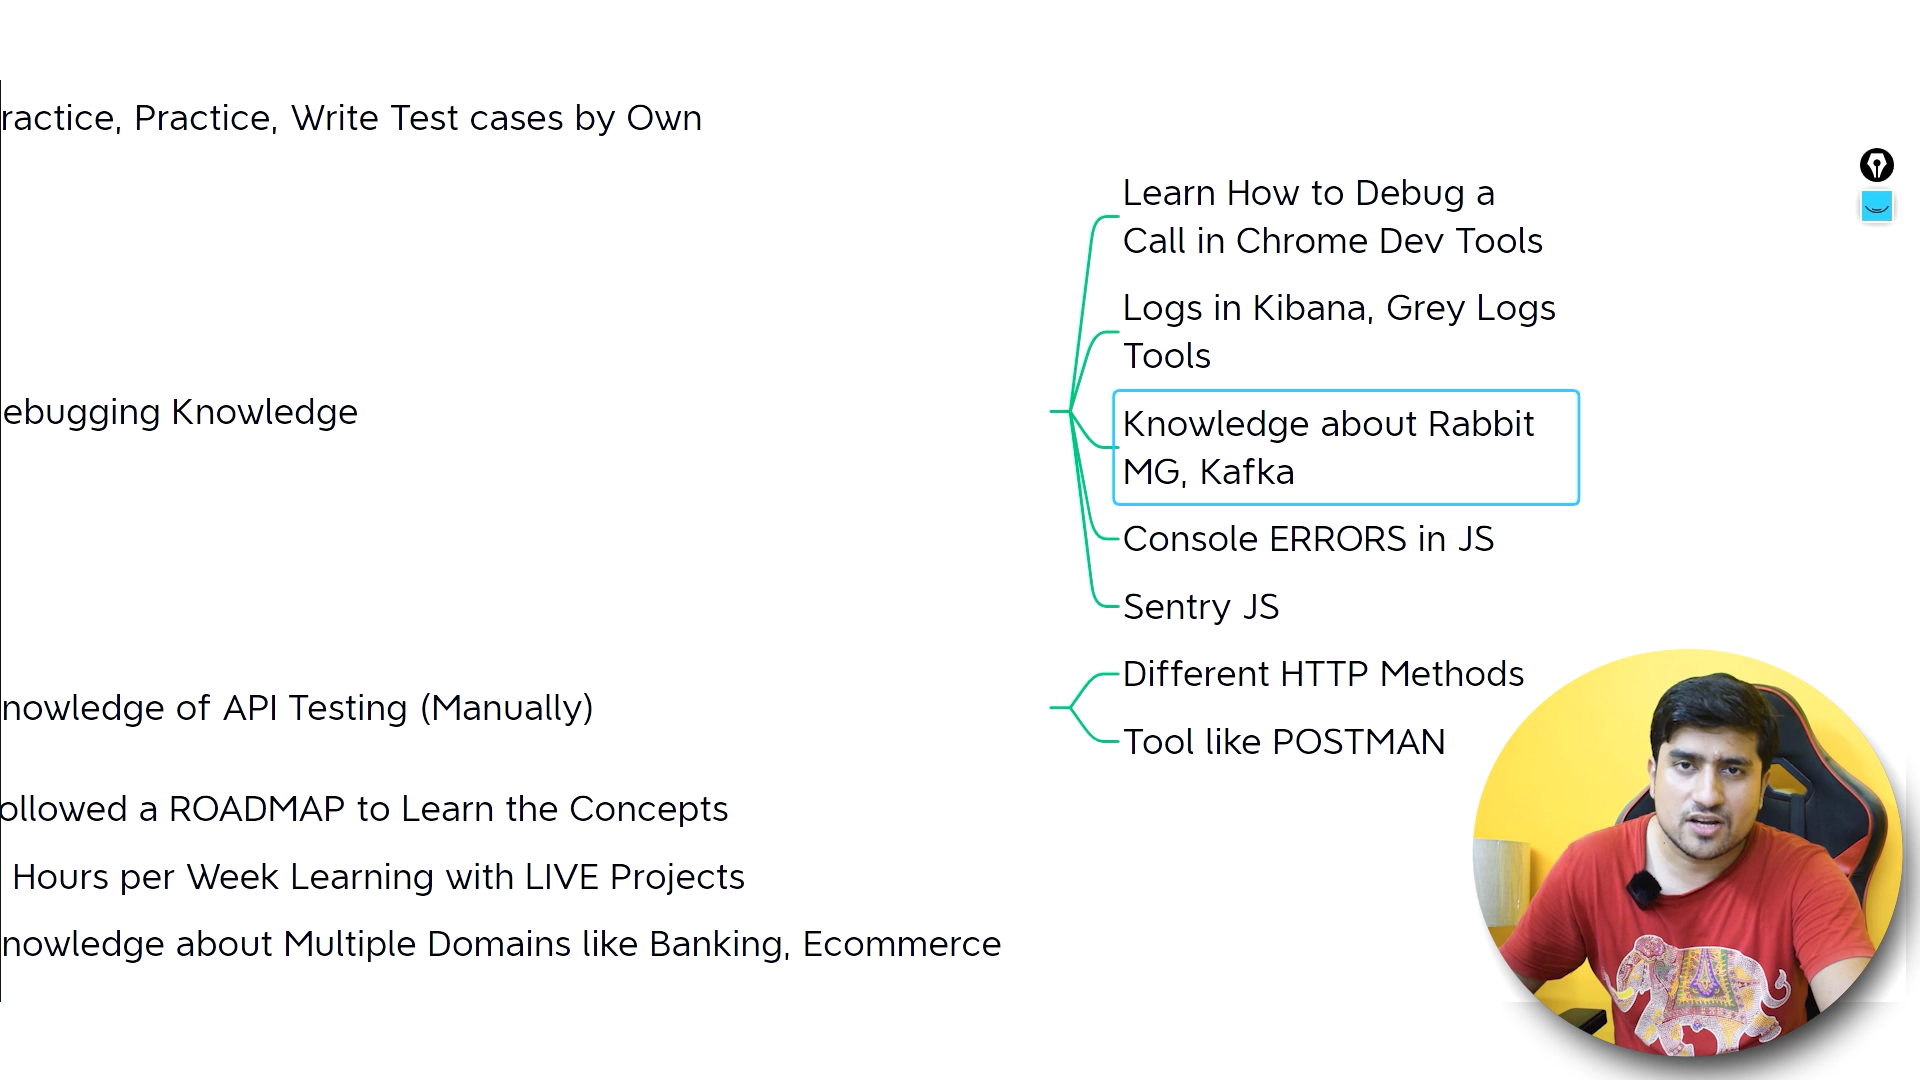 ractice, Practice, Write Test cases by Own
Learn How to Debug a
Call in Chrome Dev Tools
Logs in Kibana, Grey Logs
Tools
ebugging Knowledge
Knowledge about Rabbit
MG, Kafka
Console ERRORS in JS
Sentry JS
nowledge of API Testing (Manually)
Different HTTP Methods
Tool like POSTMAN
ollowed a ROADMAP to Learn the Concepts
Hours per Week Learning with LIVE Projects
nowledge about Multiple Domains like Banking, Ecommerce